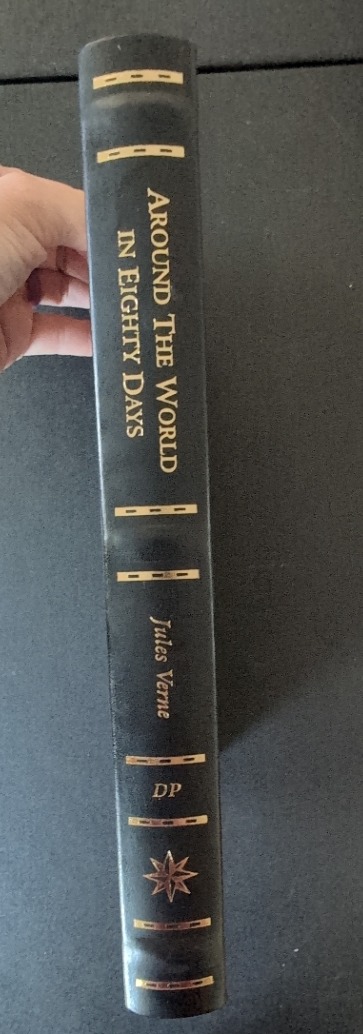 AROUND THE WORLD
IN EIGHTY DAYS
Jules Verne
DP